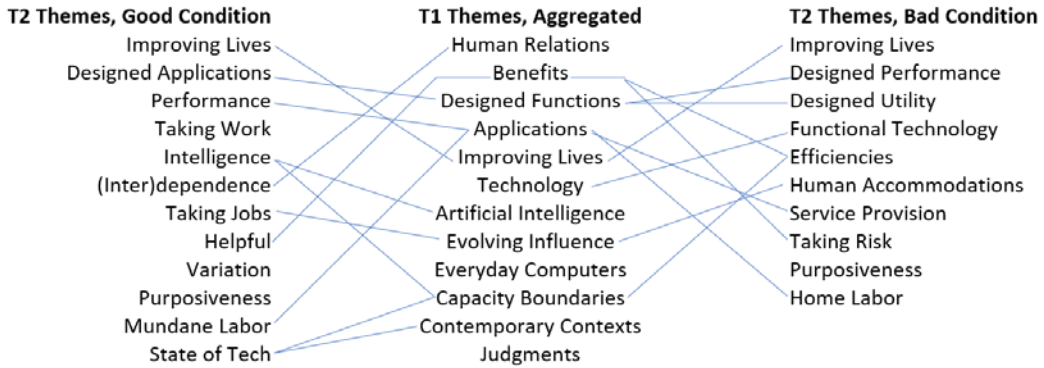 T2 Themes, Good Condition T1 Themes, Aggregated T2 Themes, Bad Condition
Improving Lives Human Relations Improving Lives
Designed Applications Benefits Designed Performance
Performance Designed Functions Designed Utility
Taking Work Applications Functional Technology
Intelligence Improving Lives Efficiencies
(Inter)dependence Technology Human Accommodations
Taking Jobs Artificial Intelligence Service Provision
Helpful Evolving Influence Taking Risk
Variation Everyday Computers Purposiveness
Purposiveness Capacity Boundaries Home Labor
Mundane Labor Contemporary Contexts
State of Tech Judgments